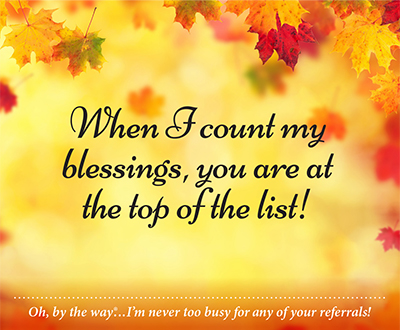 When I count my
blessings, you are at
the top of the list!
Oh, by the way®...I'm never too busy for any of your referrals!